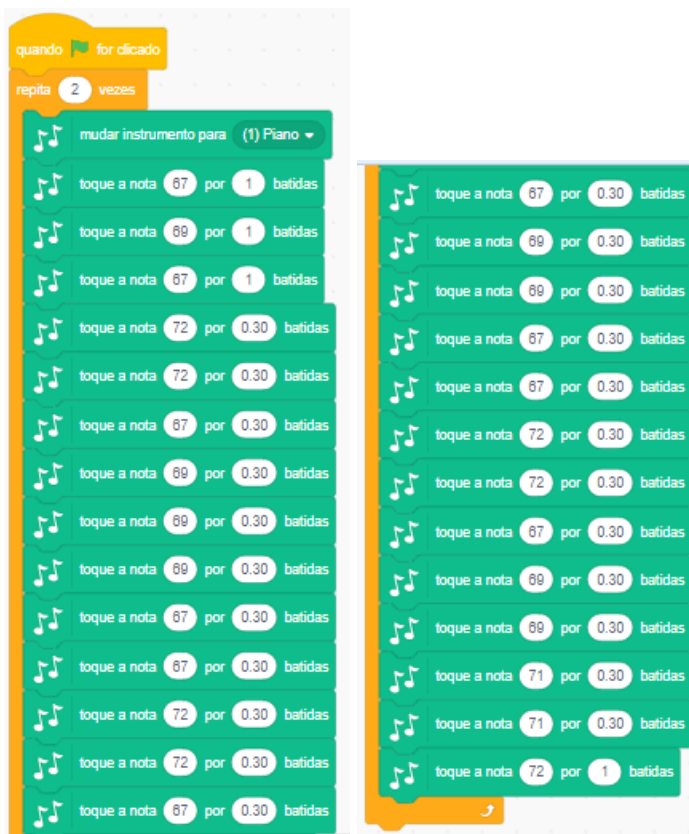 quando for clicado
repita 2 vezes
mudar instrumento para (1) Piano
toque a nota 67 por 1 batidas
toque a nota 69 por 1 batidas
toque a nota 67 por 1 batidas
toque a nota 72 por 0.30 batidas
toque a nota 72 por 0.30 batidas
toque a nota 67 por 0.30 batidas
toque a nota 69 por 0.30 batidas
toque a nota 69 por 0.30 batidas
toque a nota 69 por 0.30 batidas
toque a nota 67 por 0.30 batidas
toque a nota 67 por 0.30 batidas
toque a nota 72 por 0.30 batidas
toque a nota 72 por 0.30 batidas
toque a nota 67 por 0.30 batidas
toque a nota 67 por 0.30 batidas
toque a nota 69 por 0.30 batidas
toque a nota 69 por 0.30 batidas
toque a nota 67 por 0.30 batidas
toque a nota 67 por 0.30 batidas
toque a nota 72 por 0.30 batidas
toque a nota 72 por 0.30 batidas
toque a nota 67 por 0.30 batidas
toque a nota 69 por 0.30 batidas
toque a nota 69 por 0.30 batidas
toque a nota 71 por 0.30 batidas
toque a nota 71 por 0.30 batidas
toque a nota 72 por 1 batidas